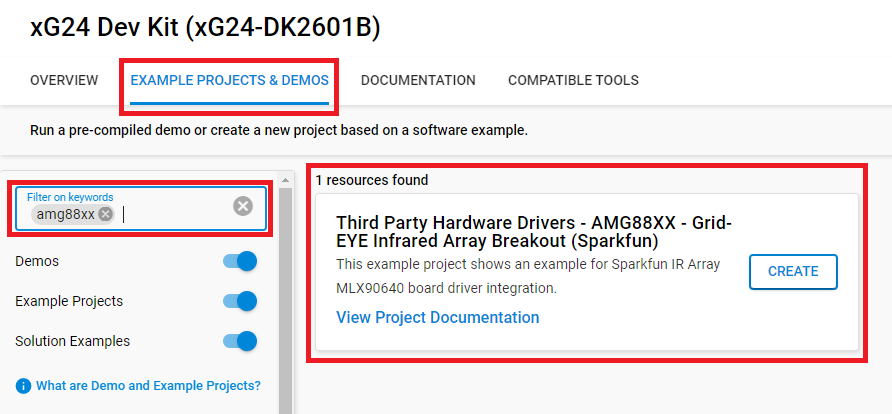 xG24 Dev Kit (xG24-DK2601B)
OVERVIEW
EXAMPLE PROJECTS & DEMOS
DOCUMENTATION
COMPATIBLE TOOLS
Run a pre-compiled demo or create a new project based on a software example.
Filter on keywords
amg88xx
Demos
Example Projects
Solution Examples
What are Demo and Example Projects?
1 resources found
Third Party Hardware Drivers - AMG88XX - Grid-
EYE Infrared Array Breakout (Sparkfun)
This example project shows an example for Sparkfun IR Array
MLX90640 board driver integration.
View Project Documentation
CREATE